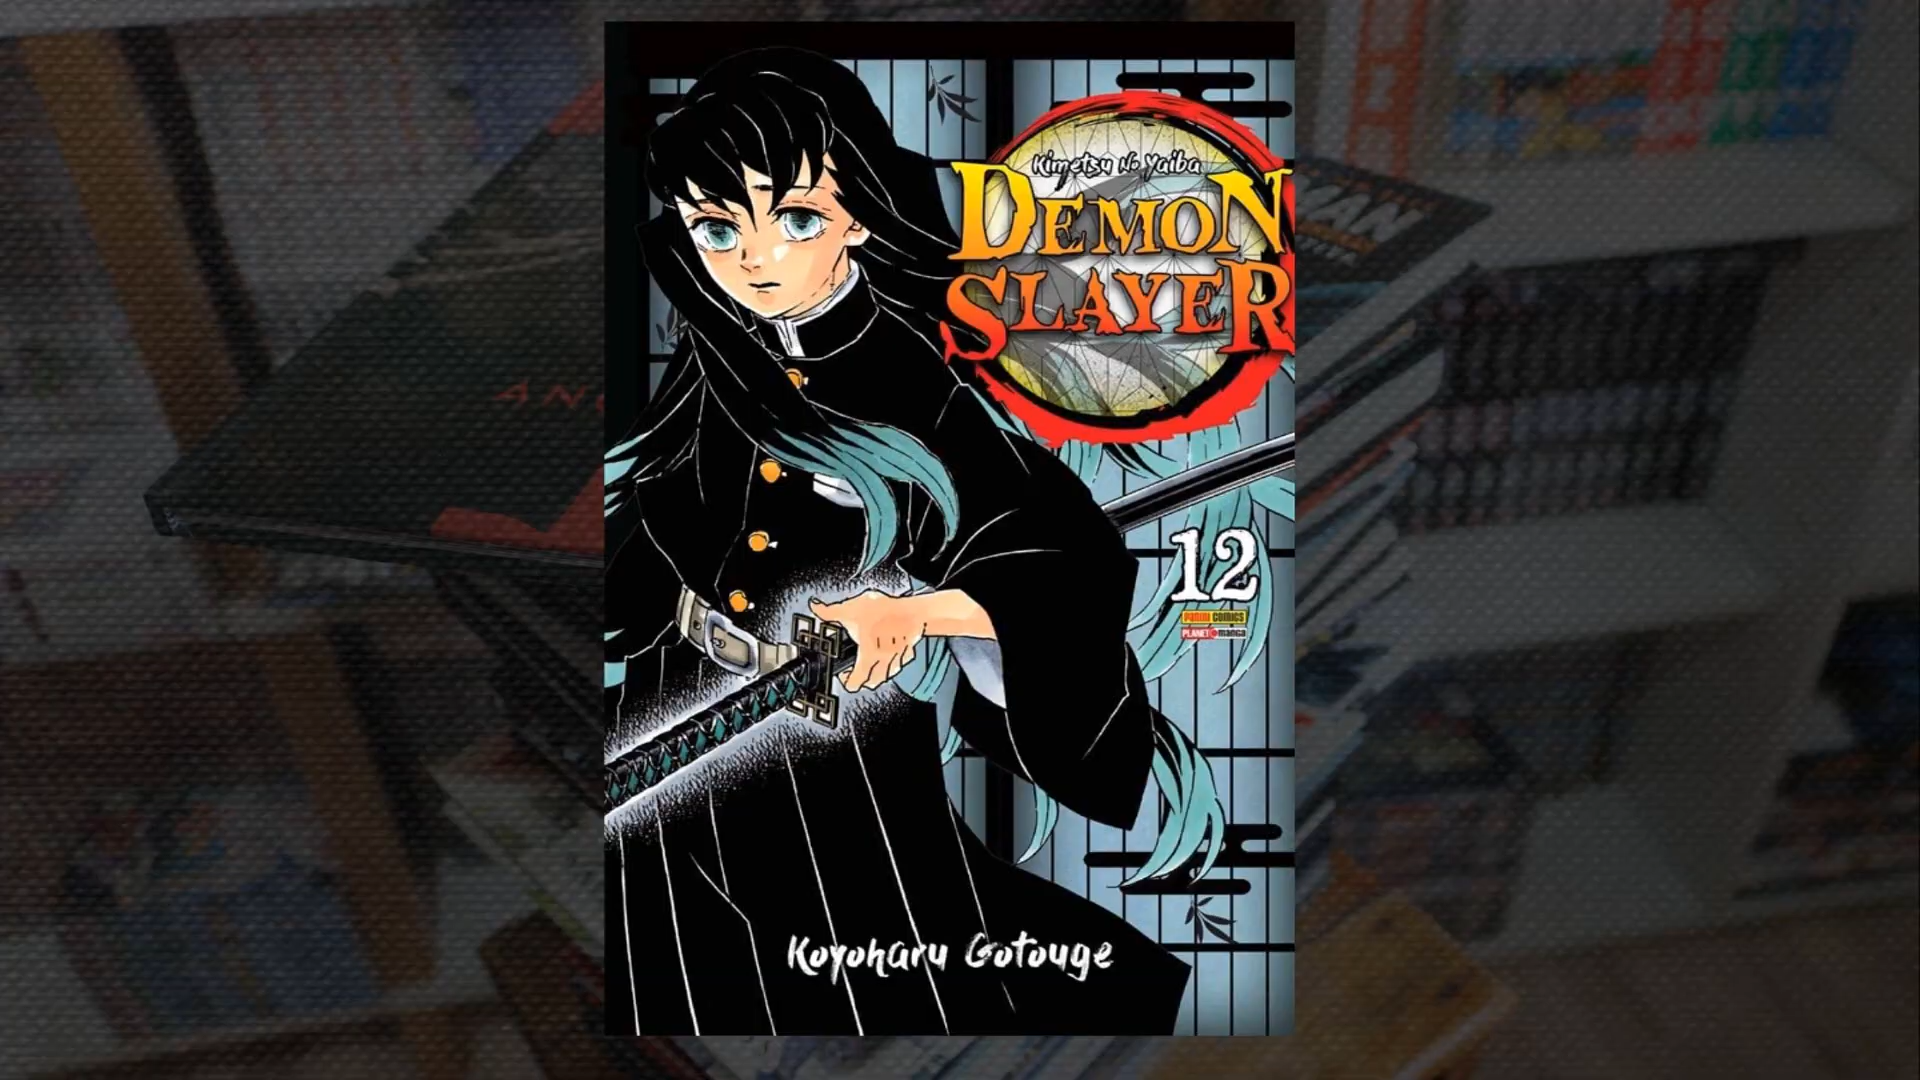 Kimetsu No Yaiba
DEMON
SLAYER
12
PANINI COMICS
PLANET manga
Koyoharu Gotouge